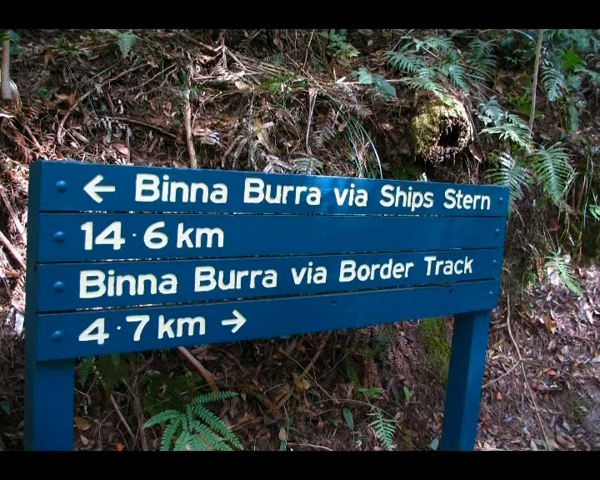 ← Binna Burra via Ships Stern
14·6 km
Binna Burra via Border Track
4·7 km →